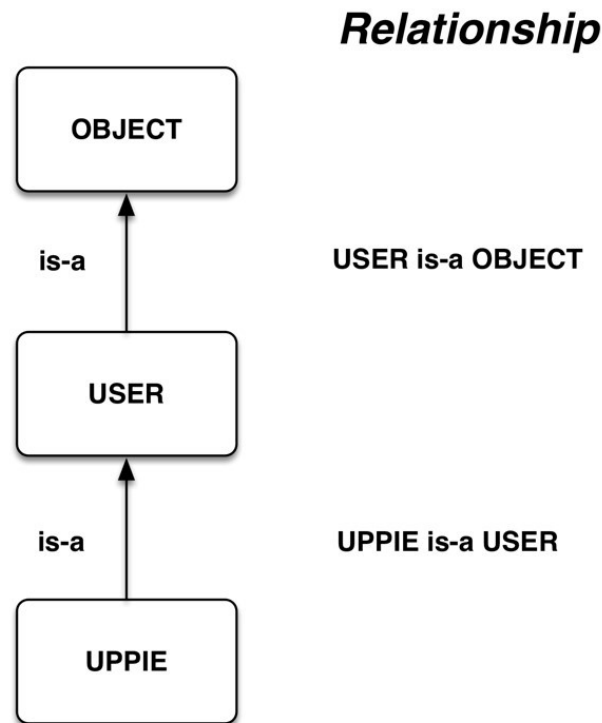 Relationship
OBJECT
is-a
USER is-a OBJECT
USER
is-a
UPPIE is-a USER
UPPIE